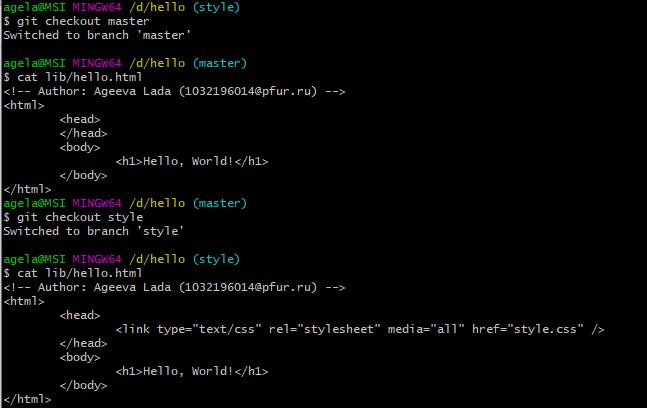 agela@MSI MINGW64 /d/hello (style)
$ git checkout master
Switched to branch 'master'

agela@MSI MINGW64 /d/hello (master)
$ cat lib/hello.html
<!-- Author: Ageeva Lada (1032196014@pfur.ru) -->
<html>
        <head>
        </head>
        <body>
                <h1>Hello, World!</h1>
        </body>
</html>
agela@MSI MINGW64 /d/hello (master)
$ git checkout style
Switched to branch 'style'

agela@MSI MINGW64 /d/hello (style)
$ cat lib/hello.html
<!-- Author: Ageeva Lada (1032196014@pfur.ru) -->
<html>
        <head>
                <link type="text/css" rel="stylesheet" media="all" href="style.css" />
        </head>
        <body>
                <h1>Hello, World!</h1>
        </body>
</html>